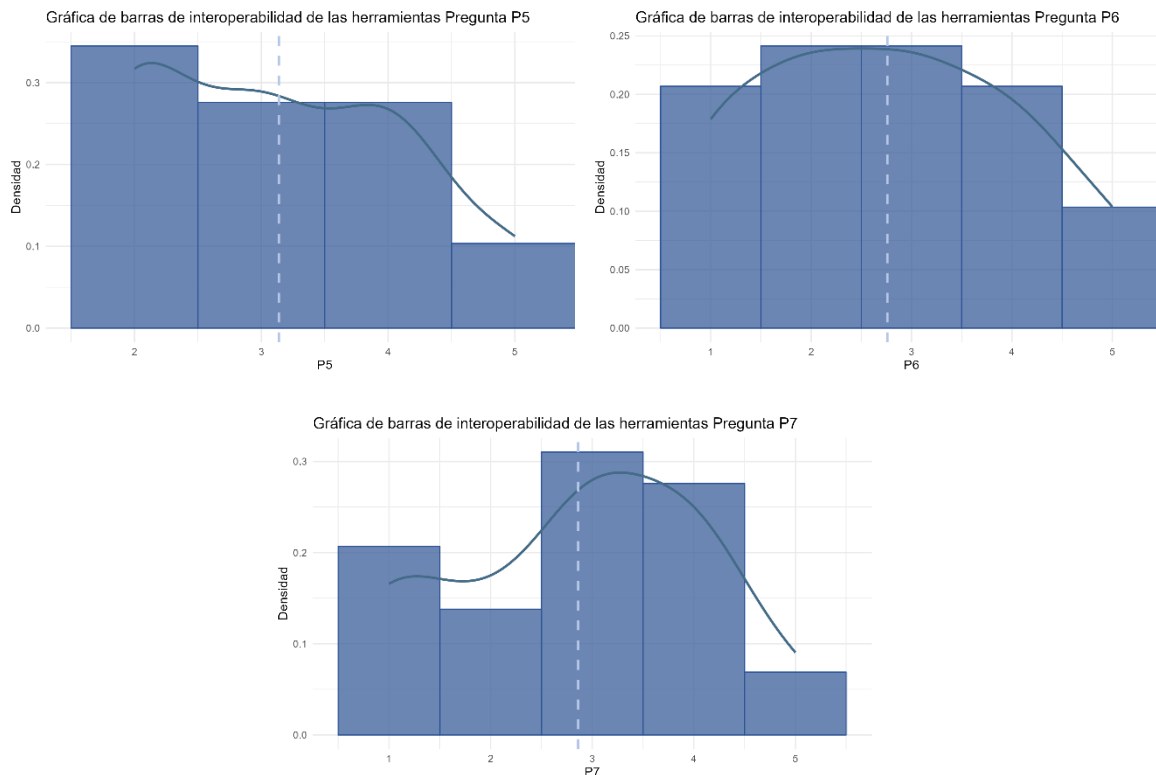 Gráfica de barras de interoperabilidad de las herramientas Pregunta P5
Densidad
0.3
0.2
0.1
0.0
2 3 4 5
P5
Gráfica de barras de interoperabilidad de las herramientas Pregunta P6
Densidad
0.25
0.20
0.15
0.10
0.05
0.00
1 2 3 4 5
P6
Gráfica de barras de interoperabilidad de las herramientas Pregunta P7
Densidad
0.3
0.2
0.1
0.0
1 2 3 4 5
P7